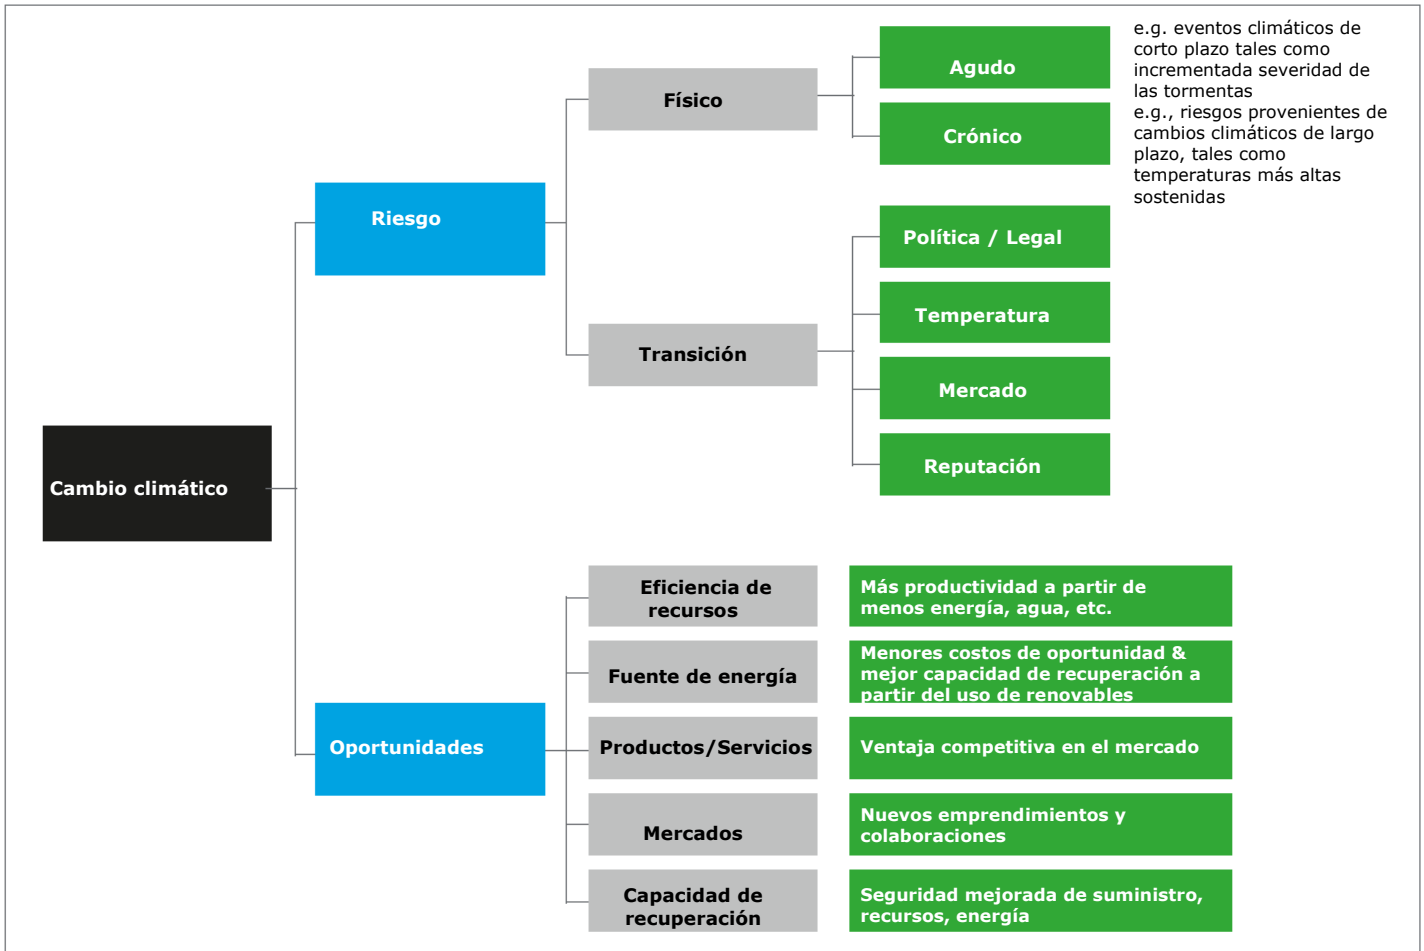 Cambio climático
Riesgo
Físico
Agudo
e.g. eventos climáticos de
corto plazo tales como
incrementada severidad de
las tormentas
Crónico
e.g., riesgos provenientes de
cambios climáticos de largo
plazo, tales como
temperaturas más altas
sostenidas
Transición
Política / Legal
Temperatura
Mercado
Reputación
Oportunidades
Eficiencia de
recursos
Más productividad a partir de
menos energía, agua, etc.
Fuente de energía
Menores costos de oportunidad &
mejor capacidad de recuperación a
partir del uso de renovables
Productos/Servicios
Ventaja competitiva en el mercado
Mercados
Nuevos emprendimientos y
colaboraciones
Capacidad de
recuperación
Seguridad mejorada de suministro,
recursos, energía